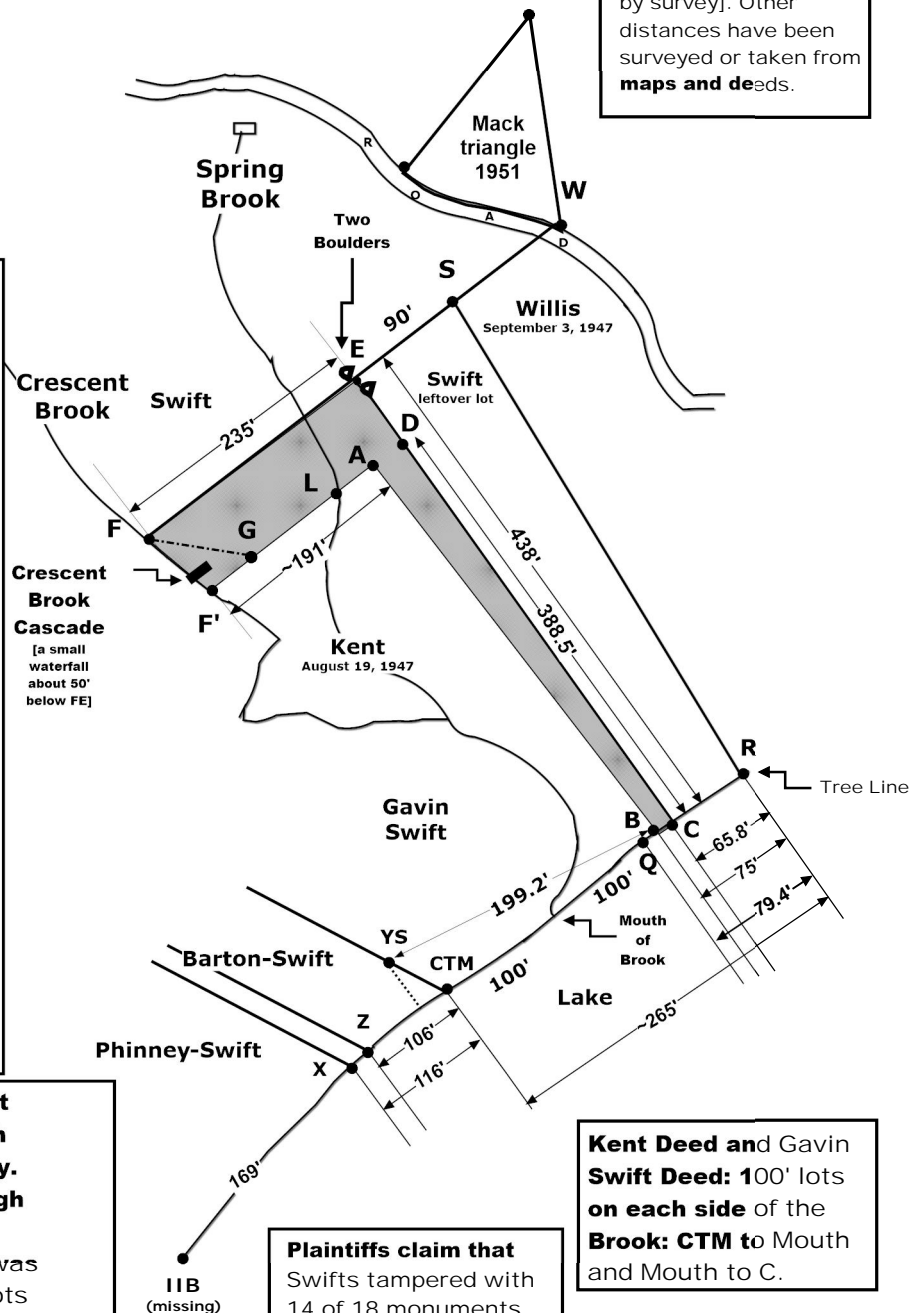 by survey]. Other
distances have been
surveyed or taken from
maps and deeds.
Mack
triangle
1951
R
O
A
D
W
Spring
Brook
Two
Boulders
S
Willis
September 3, 1947
90'
E
Crescent
Brook
Swift
Swift
leftover lot
235'
D
A
L
G
F
~191'
438'
388.5'
Crescent
Brook
Cascade
[a small
waterfall
about 50'
below FE]
F'
Kent
August 19, 1947
R
Tree Line
Gavin
Swift
B
C
Q
65.8'
75'
79.4'
199.2'
100'
Mouth
of
Brook
YS
Barton-Swift
CTM
100'
Lake
~265'
Z
106'
Phinney-Swift
X
116'
169'
IIB
(missing)
t
n
y.
gh
was
ots
Plaintiffs claim that
Swifts tampered with
14 of 18 monuments
Kent Deed and Gavin
Swift Deed: 100' lots
on each side of the
Brook: CTM to Mouth
and Mouth to C.